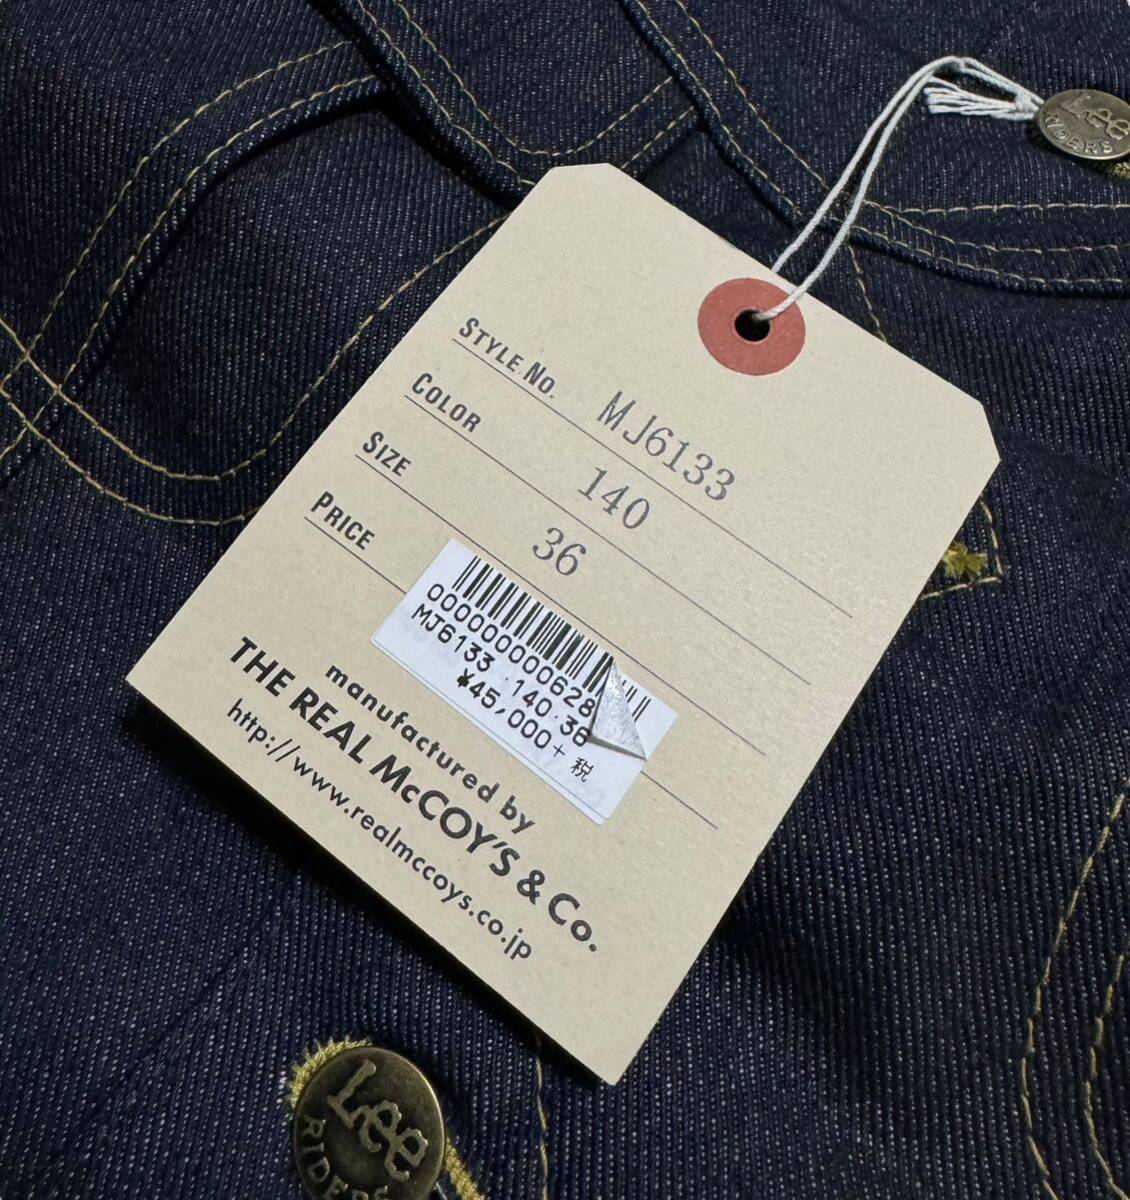 Lee
RIDERS
STYLE No. MJ6133
COLOR 140
SIZE 36
PRICE
0000000000628
MJ6133 140.36
¥45,000+税
manufactured by
THE REAL McCOY'S & Co.
http://www.realmccoys.co.jp
Lee
RIDERS